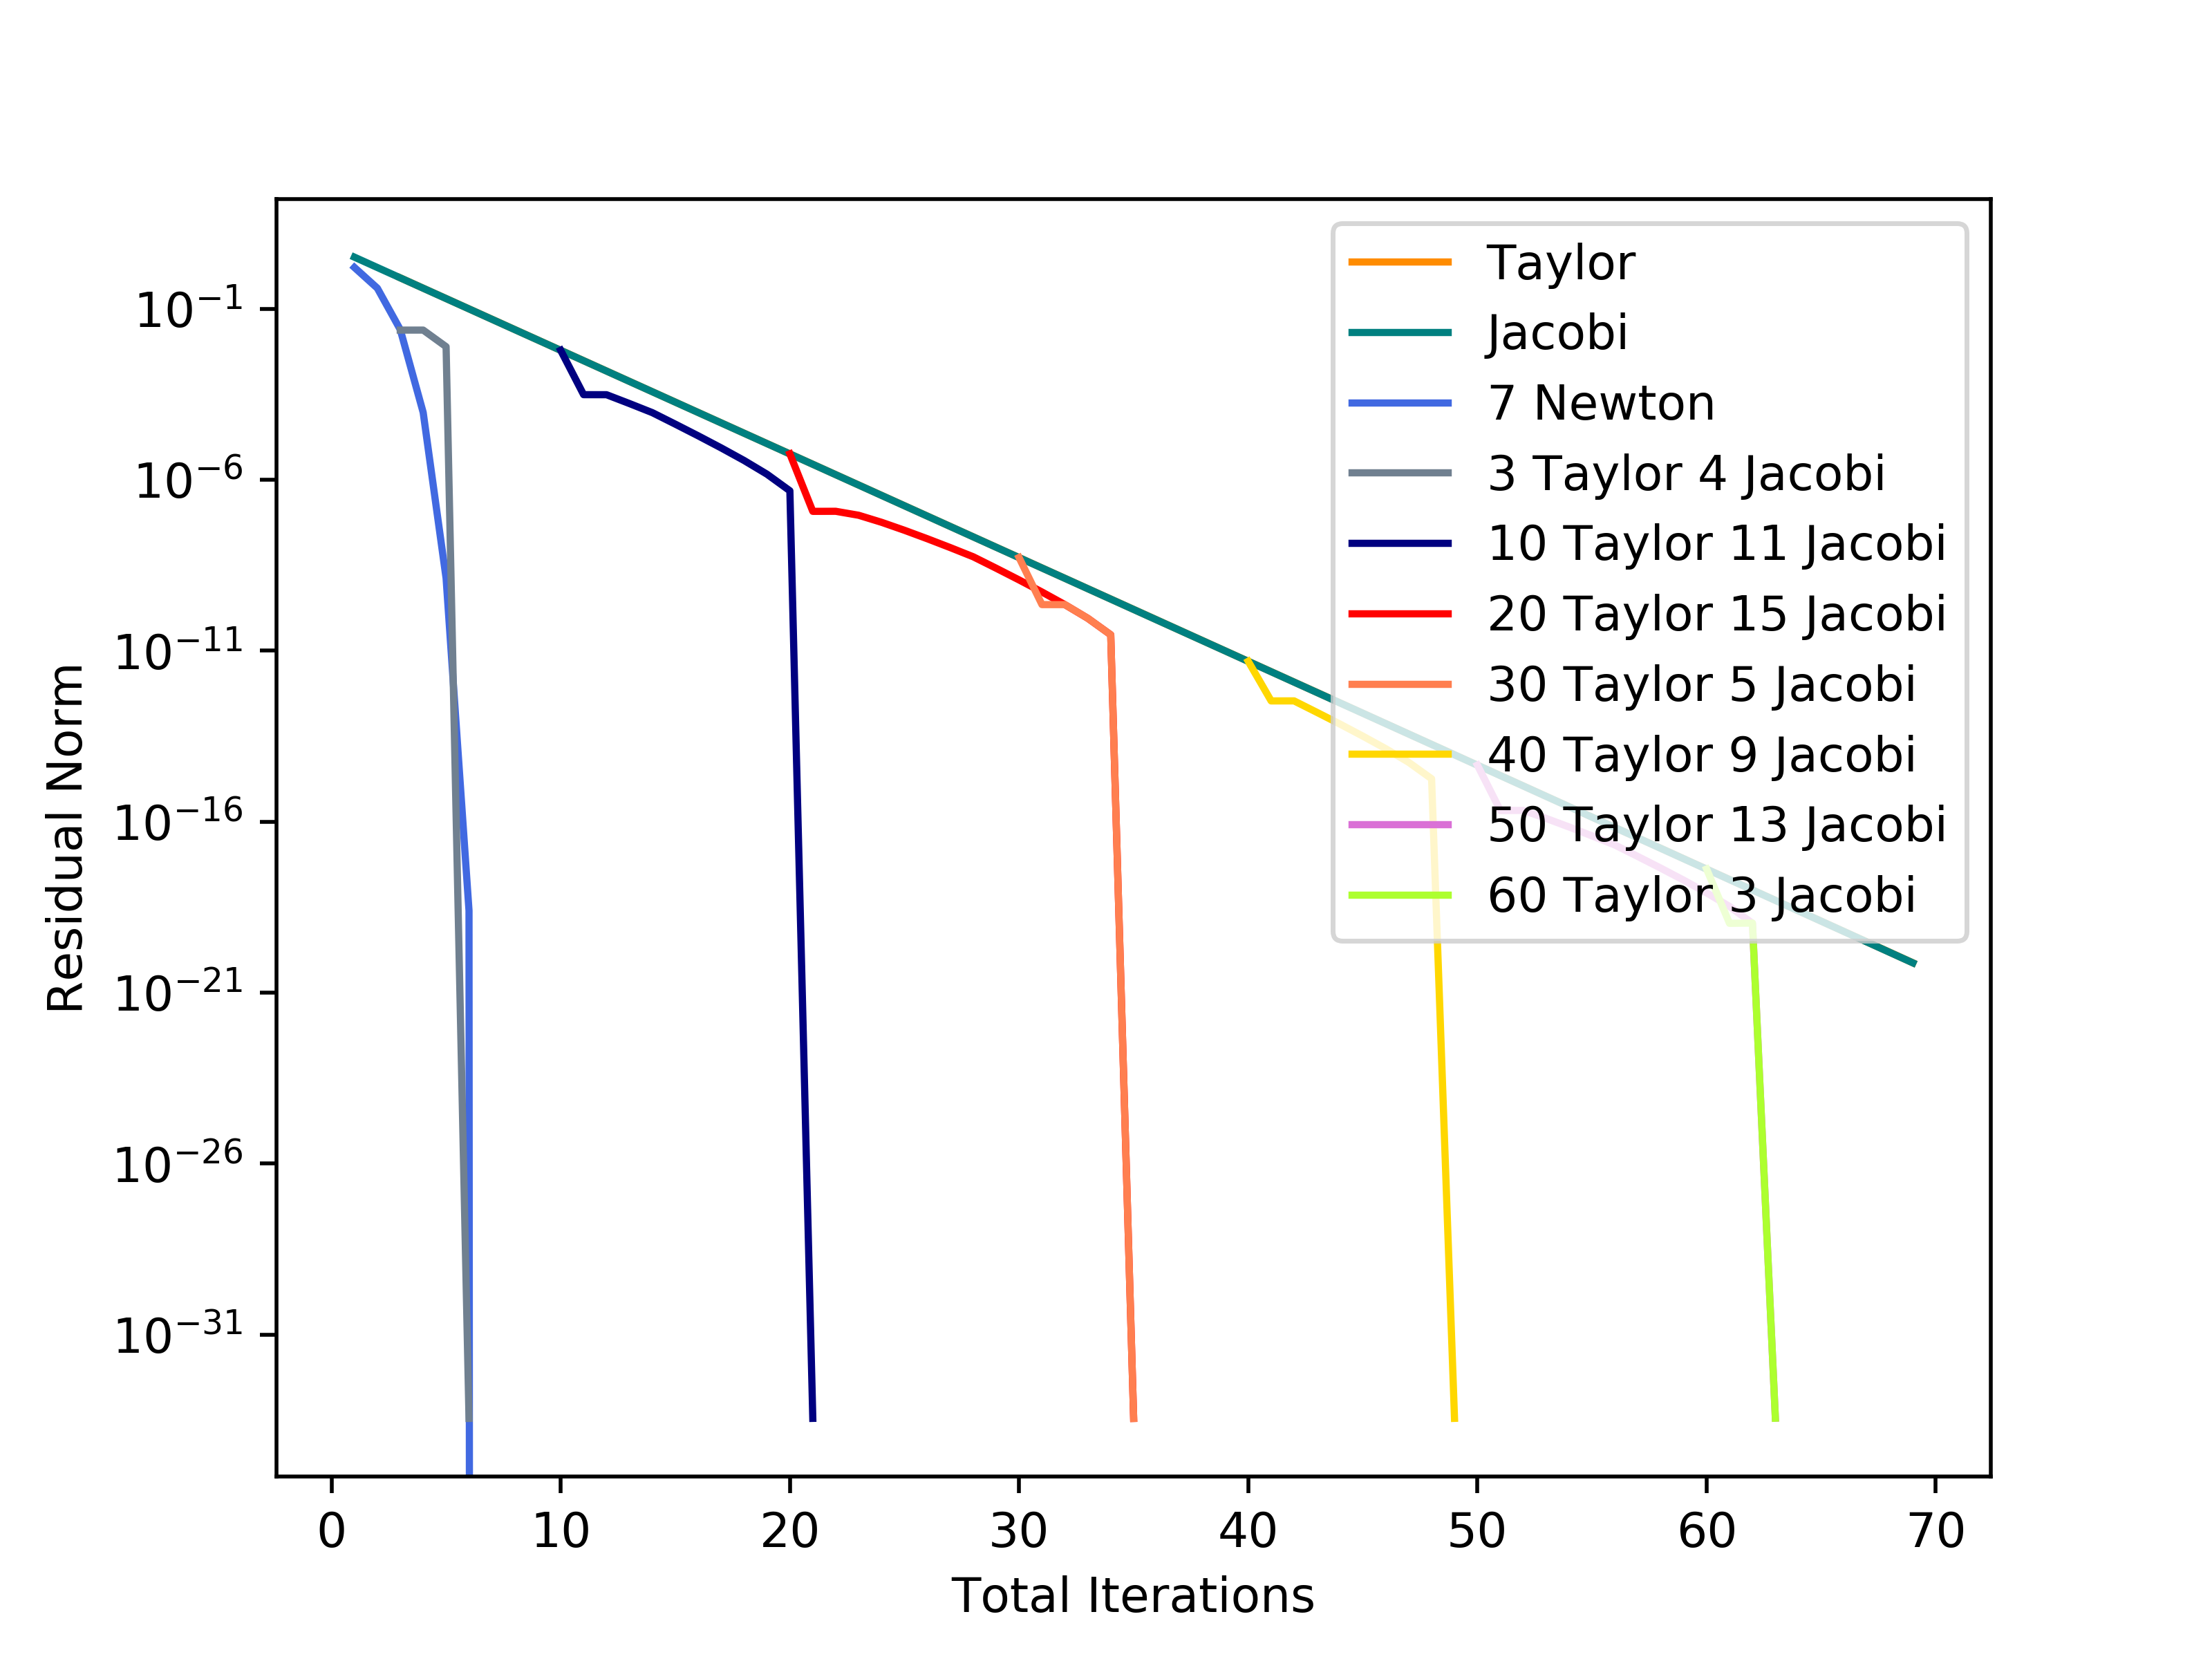 Taylor
Jacobi
7 Newton
3 Taylor 4 Jacobi
10 Taylor 11 Jacobi
20 Taylor 15 Jacobi
30 Taylor 5 Jacobi
40 Taylor 9 Jacobi
50 Taylor 13 Jacobi
60 Taylor 3 Jacobi
Residual Norm
10⁻¹
10⁻⁶
10⁻¹¹
10⁻¹⁶
10⁻²¹
10⁻²⁶
10⁻³¹
0 10 20 30 40 50 60 70
Total Iterations